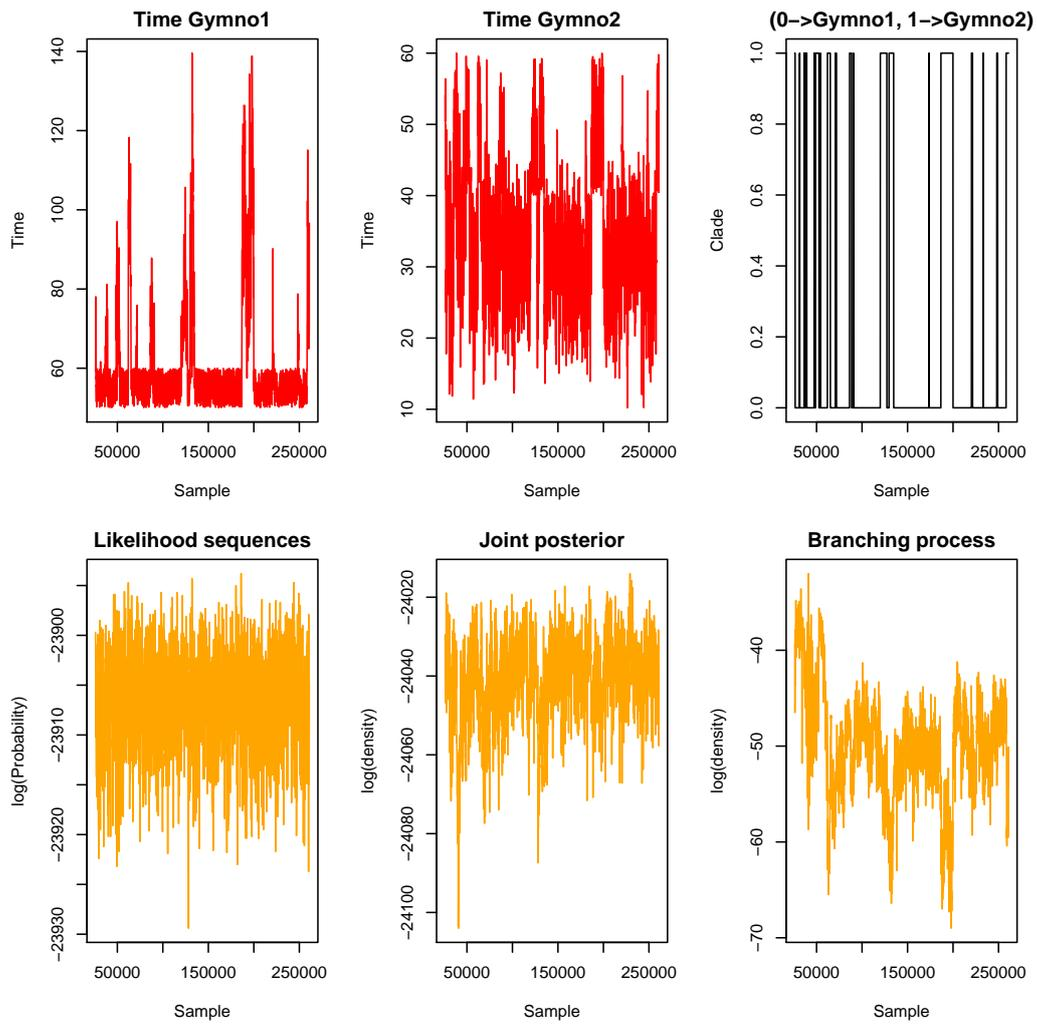 Time Gymno1
Time
60 80 100 120 140
50000 150000 250000
Sample
Time Gymno2
Time
10 20 30 40 50 60
50000 150000 250000
Sample
(0−>Gymno1, 1−>Gymno2)
Clade
0.0 0.2 0.4 0.6 0.8 1.0
50000 150000 250000
Sample
Likelihood sequences
log(Probability)
−23930 −23920 −23910 −23900
50000 150000 250000
Sample
Joint posterior
log(density)
−24100 −24080 −24060 −24040 −24020
50000 150000 250000
Sample
Branching process
log(density)
−70 −60 −50 −40
50000 150000 250000
Sample